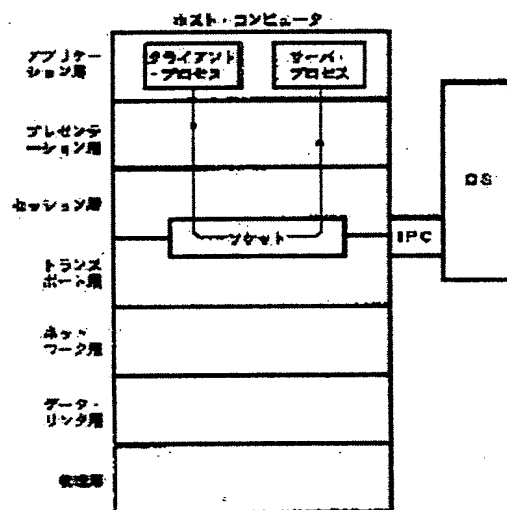 ホスト・コンピュータ
アプリケー
ション層
クライアント
・プロセス
サーバ・
プロセス
プレゼンテ
ーション層
セッション層
ソケット
IPC
OS
トランス
ポート層
ネット
ワーク層
データ・
リンク層
物理層